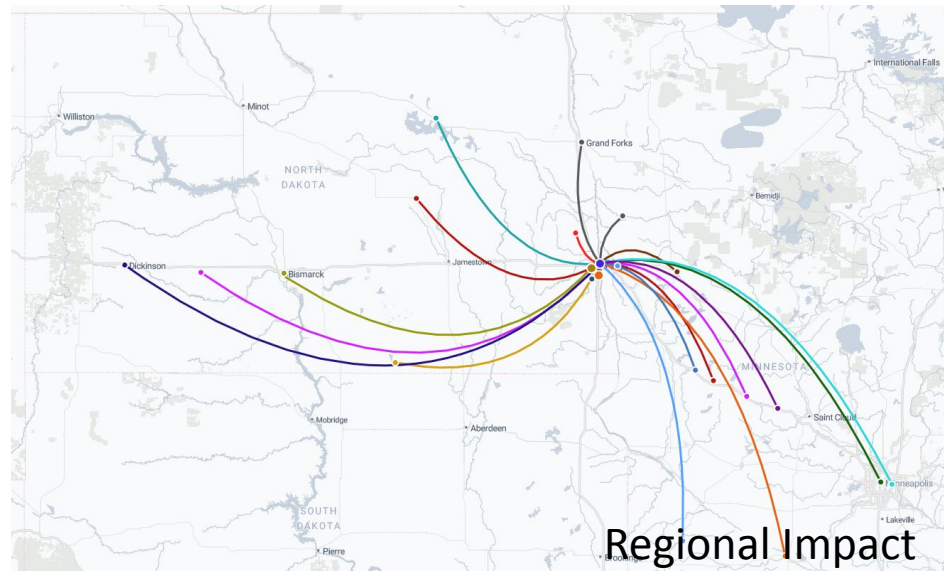 International Falls
Minot
Williston
Grand Forks
NORTH
DAKOTA
Bemidji
Jamestown
Dickinson
Bismarck
MINNESOTA
Saint Cloud
Mobridge
Aberdeen
Minneapolis
SOUTH
DAKOTA
Lakeville
Pierre
Regional Impact